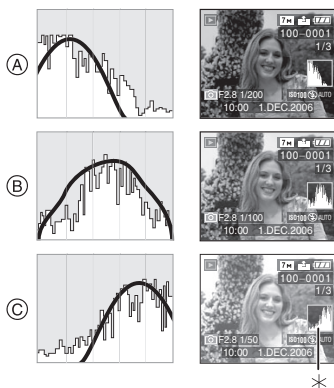 A
7M
100-0001
1/3
F2.8 1/200 ISO100 AUTO
10:00 1.DEC.2006
B
7M
100-0001
1/3
F2.8 1/100 ISO100 AUTO
10:00 1.DEC.2006
C
7M
100-0001
1/3
F2.8 1/50 ISO100 AUTO
10:00 1.DEC.2006